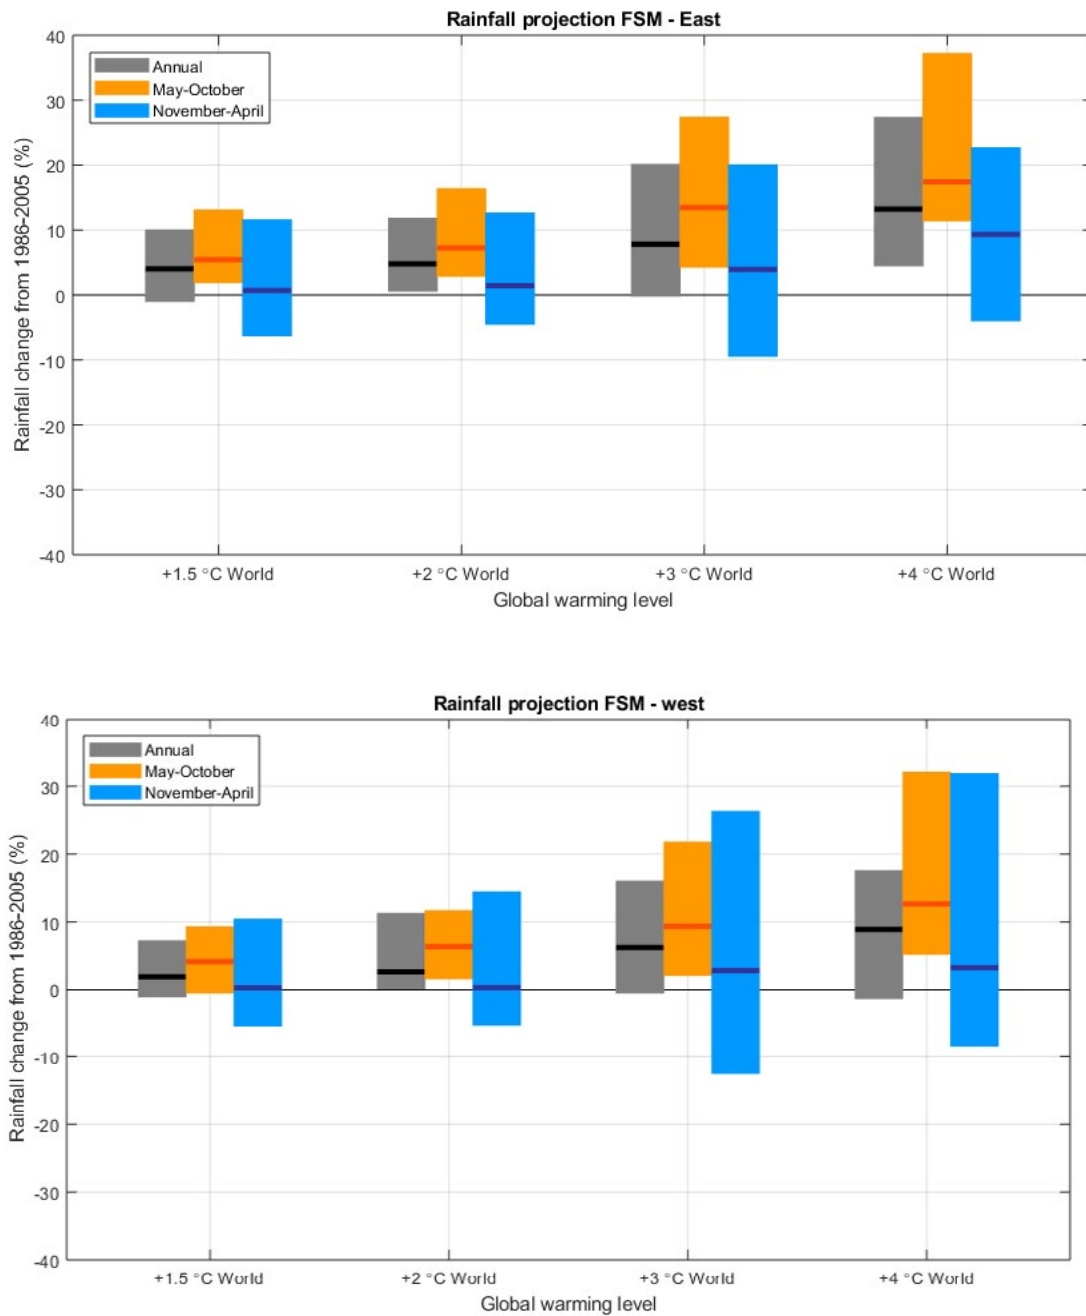 Rainfall projection FSM - East
Rainfall change from 1986-2005 (%)
40
30
20
10
0
-10
-20
-30
-40
Annual
May-October
November-April
+1.5 °C World
+2 °C World
+3 °C World
+4 °C World
Global warming level
Rainfall projection FSM - west
Rainfall change from 1986-2005 (%)
40
30
20
10
0
-10
-20
-30
-40
Annual
May-October
November-April
+1.5 °C World
+2 °C World
+3 °C World
+4 °C World
Global warming level